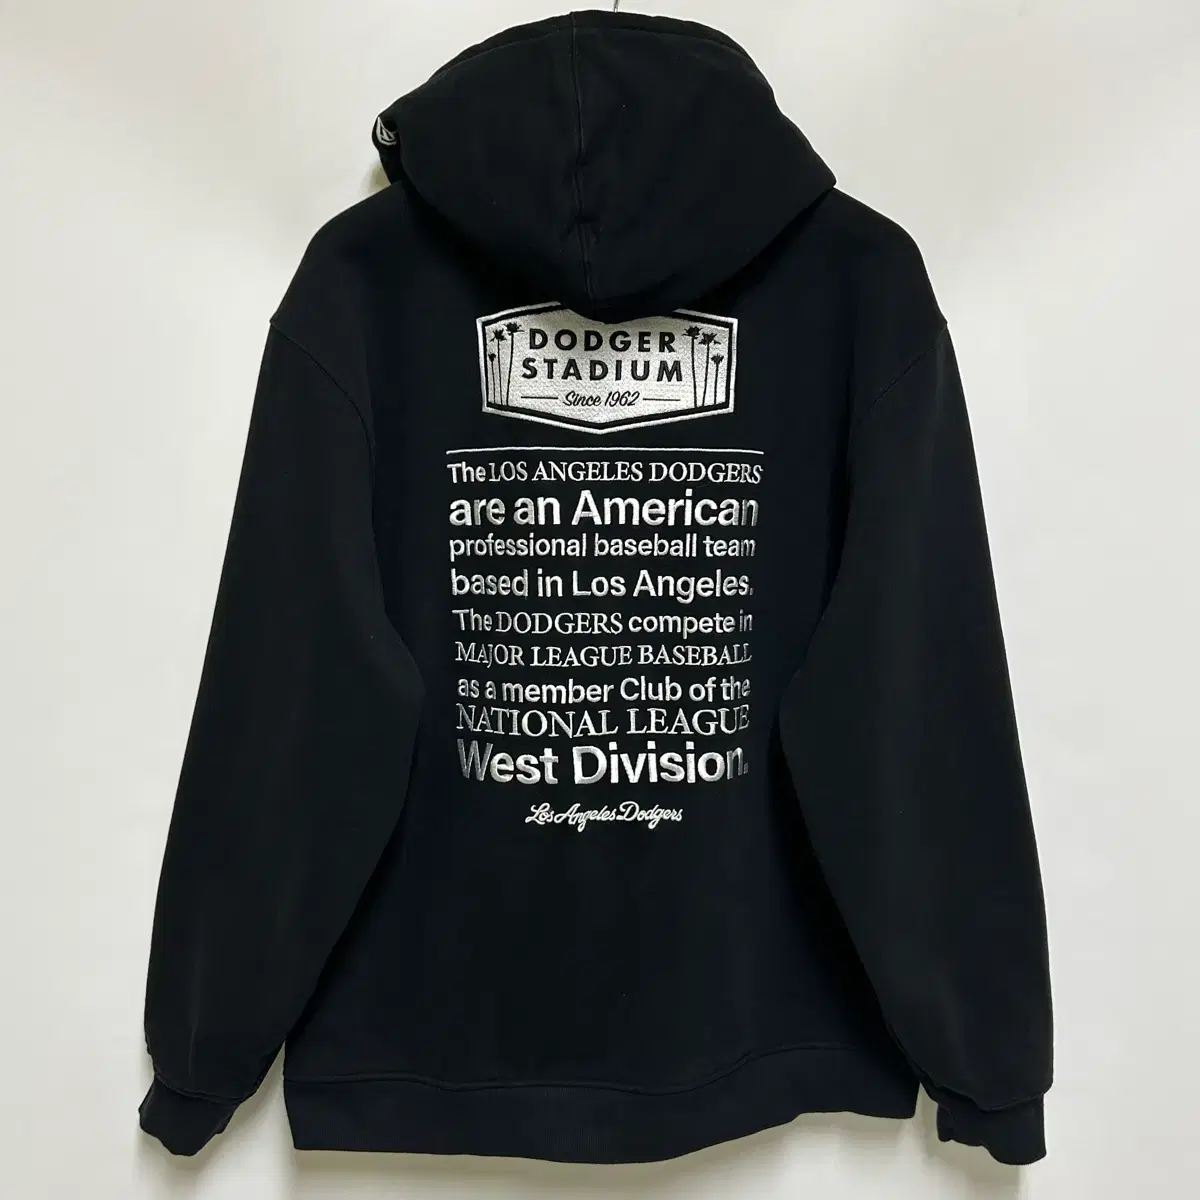 DODGER
STADIUM
Since 1962
The LOS ANGELES DODGERS
are an American
professional baseball team
based in Los Angeles.
The DODGERS compete in
MAJOR LEAGUE BASEBALL
as a member Club of the
NATIONAL LEAGUE
West Division.
Los Angeles Dodgers